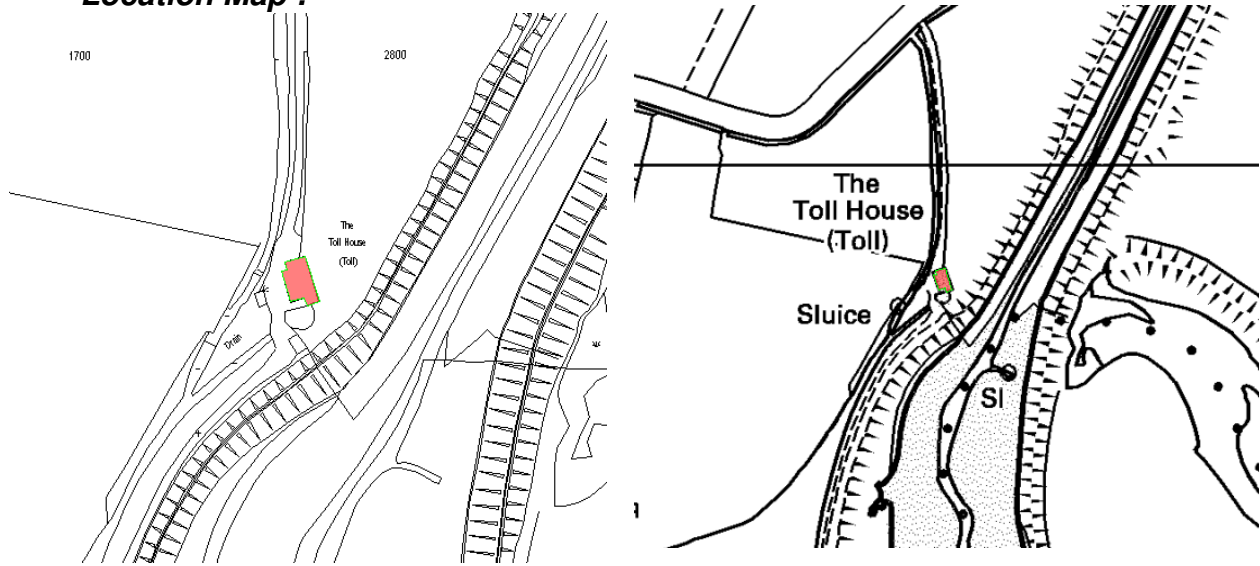 Location Map :
1700
2800
The
Toll House
(Toll)
Drain
The
Toll House
(Toll)
Sluice
Sl